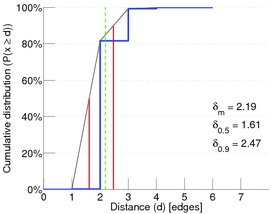 100%
80%
60%
40%
20%
0%
Cumulative distribution (P(x ≥ d))
δm = 2.19
δ0.5 = 1.61
δ0.9 = 2.47
0 1 2 3 4 5 6 7
Distance (d) [edges]